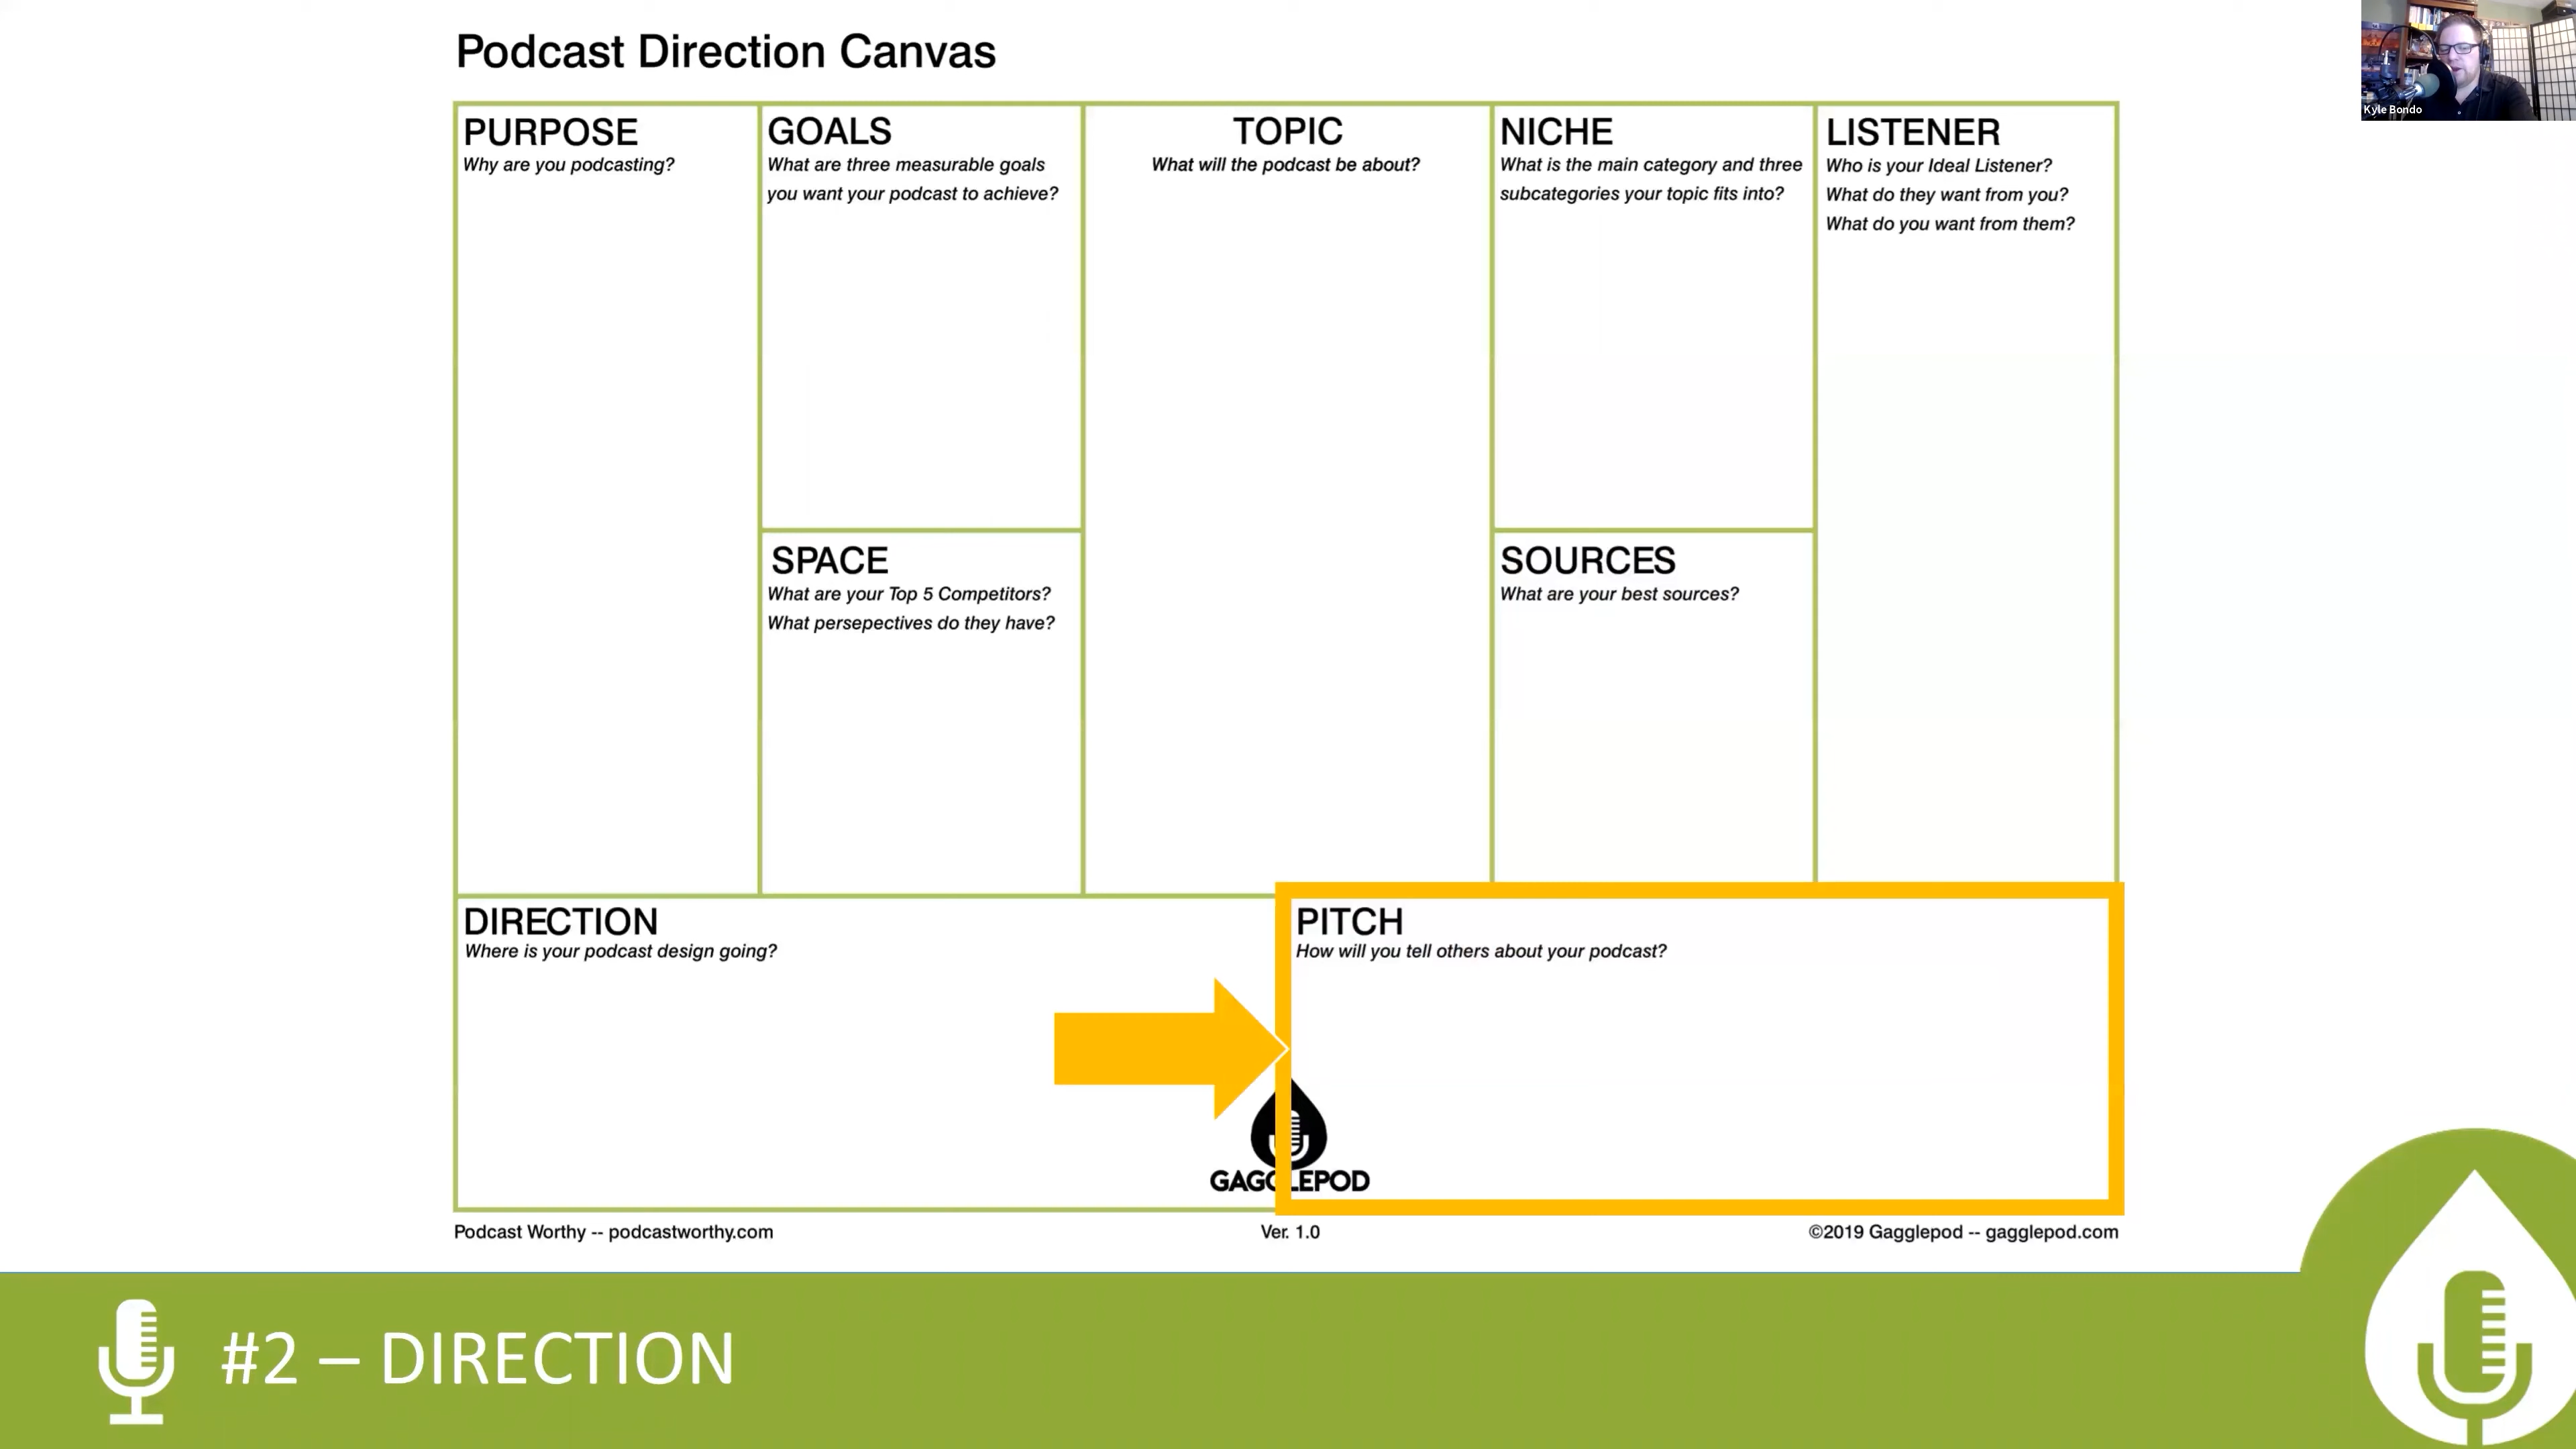 Podcast Direction Canvas
Kyle Bondo
PURPOSE
Why are you podcasting?
GOALS
What are three measurable goals
you want your podcast to achieve?
TOPIC
What will the podcast be about?
NICHE
What is the main category and three
subcategories your topic fits into?
LISTENER
Who is your Ideal Listener?
What do they want from you?
What do you want from them?
SPACE
What are your Top 5 Competitors?
What persepectives do they have?
SOURCES
What are your best sources?
DIRECTION
Where is your podcast design going?
PITCH
How will you tell others about your podcast?
GAGGLEPOD
Podcast Worthy -- podcastworthy.com
Ver. 1.0
©2019 Gagglepod -- gagglepod.com
#2 – DIRECTION